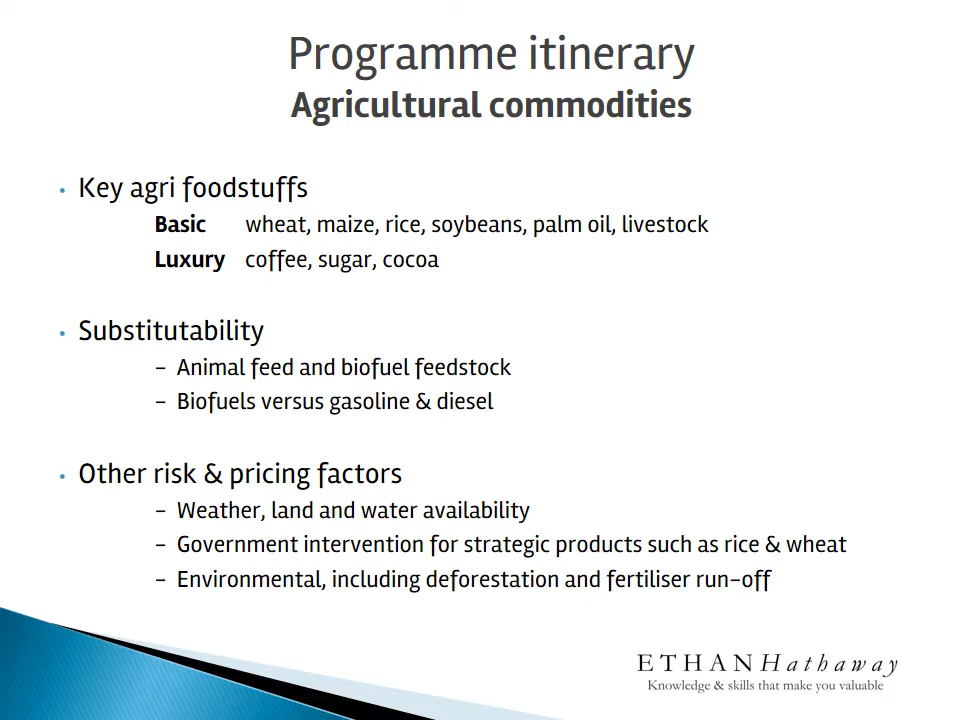 Programme itinerary
Agricultural commodities
• Key agri foodstuffs
Basic wheat, maize, rice, soybeans, palm oil, livestock
Luxury coffee, sugar, cocoa
• Substitutability
– Animal feed and biofuel feedstock
– Biofuels versus gasoline & diesel
• Other risk & pricing factors
– Weather, land and water availability
– Government intervention for strategic products such as rice & wheat
– Environmental, including deforestation and fertiliser run-off
ETHANHathaway
Knowledge & skills that make you valuable